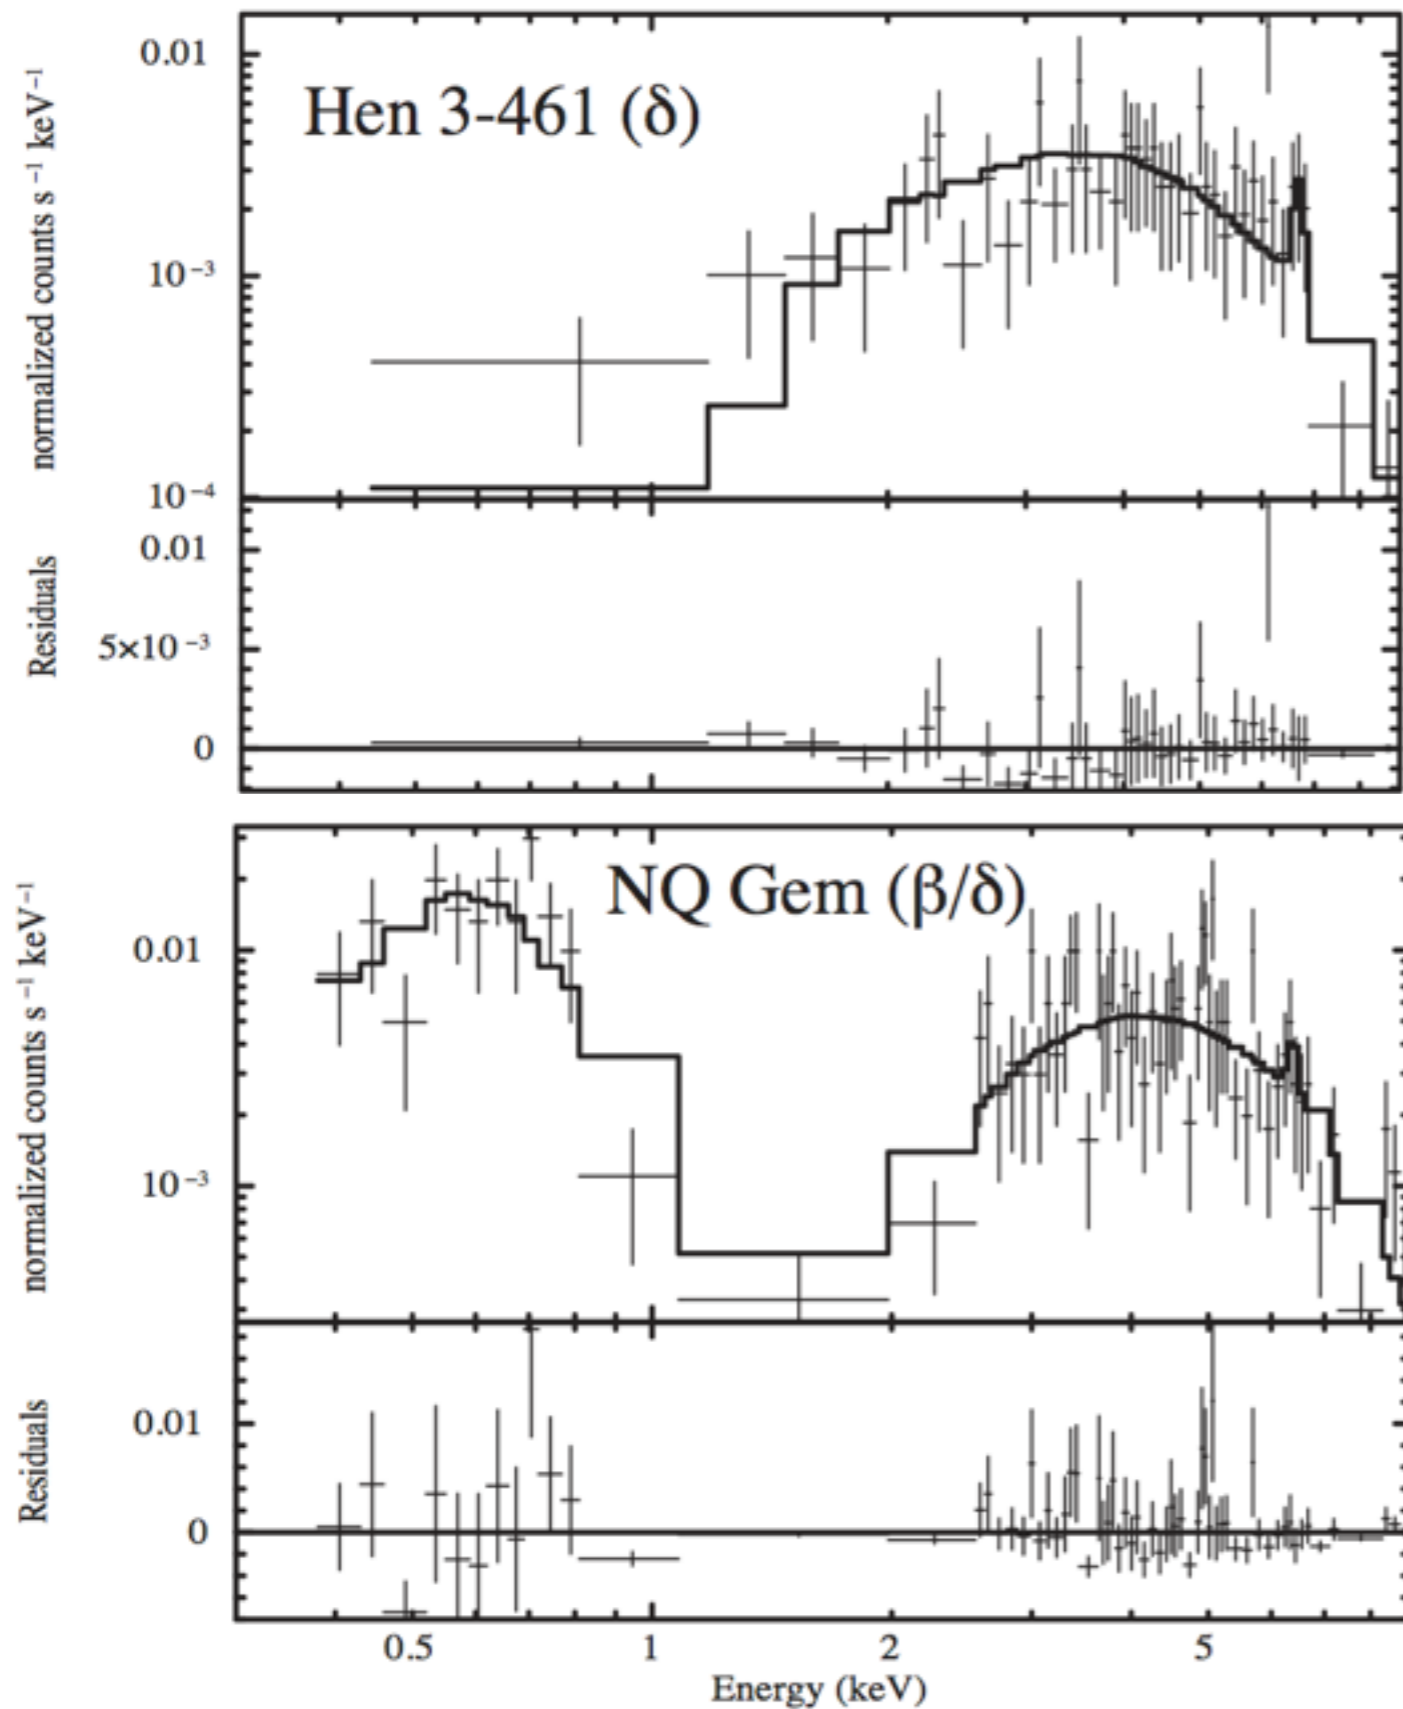 Hen 3-461 (δ)
normalized counts s⁻¹ keV⁻¹
0.01
10⁻³
10⁻⁴
Residuals
0.01
5×10⁻³
0
NQ Gem (β/δ)
normalized counts s⁻¹ keV⁻¹
0.01
10⁻³
Residuals
0.01
0
0.5 1 2 5
Energy (keV)